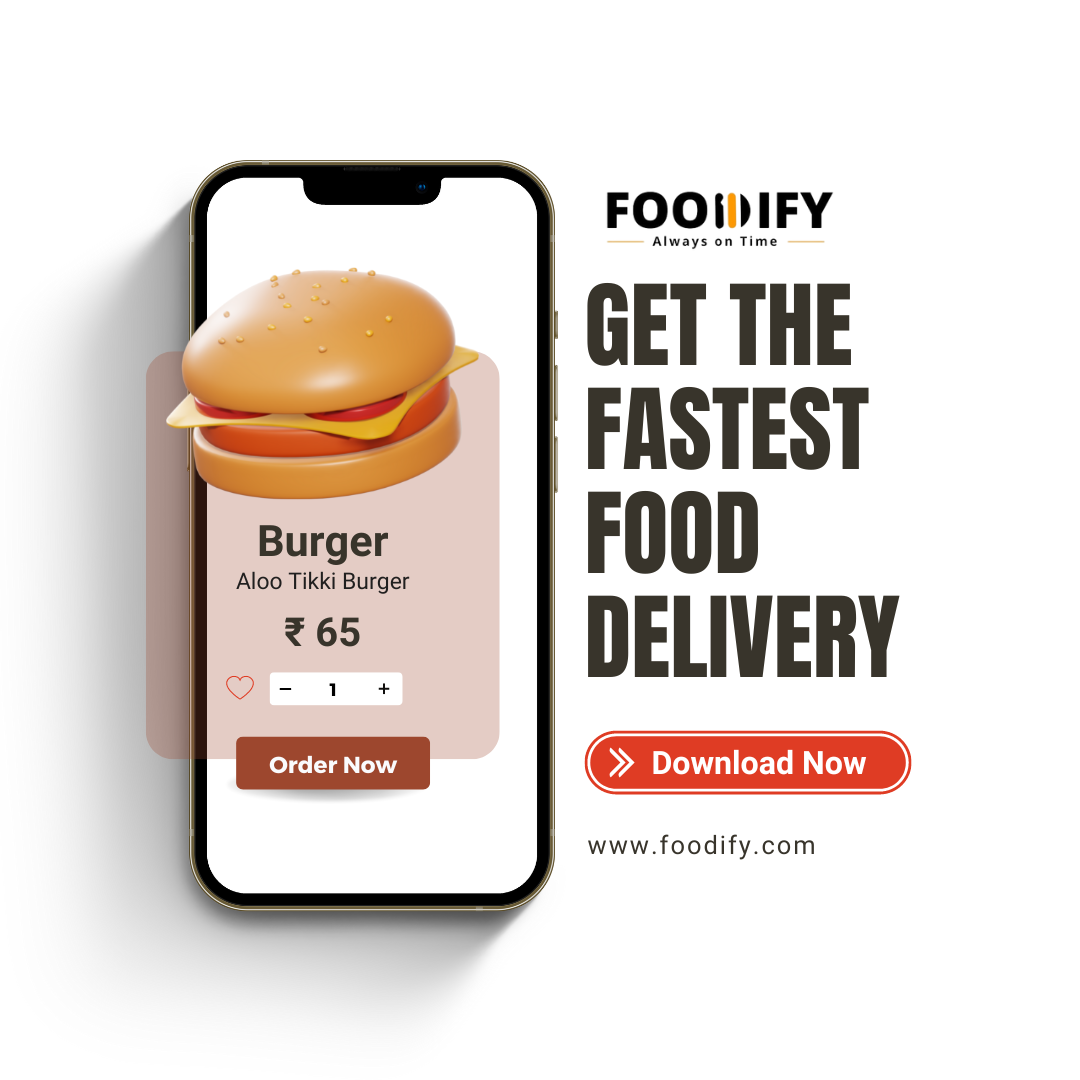 FOODIFY
Always on Time
GET THE
FASTEST
FOOD
DELIVERY
Burger
Aloo Tikki Burger
₹ 65
− 1 +
Order Now
Download Now
www.foodify.com